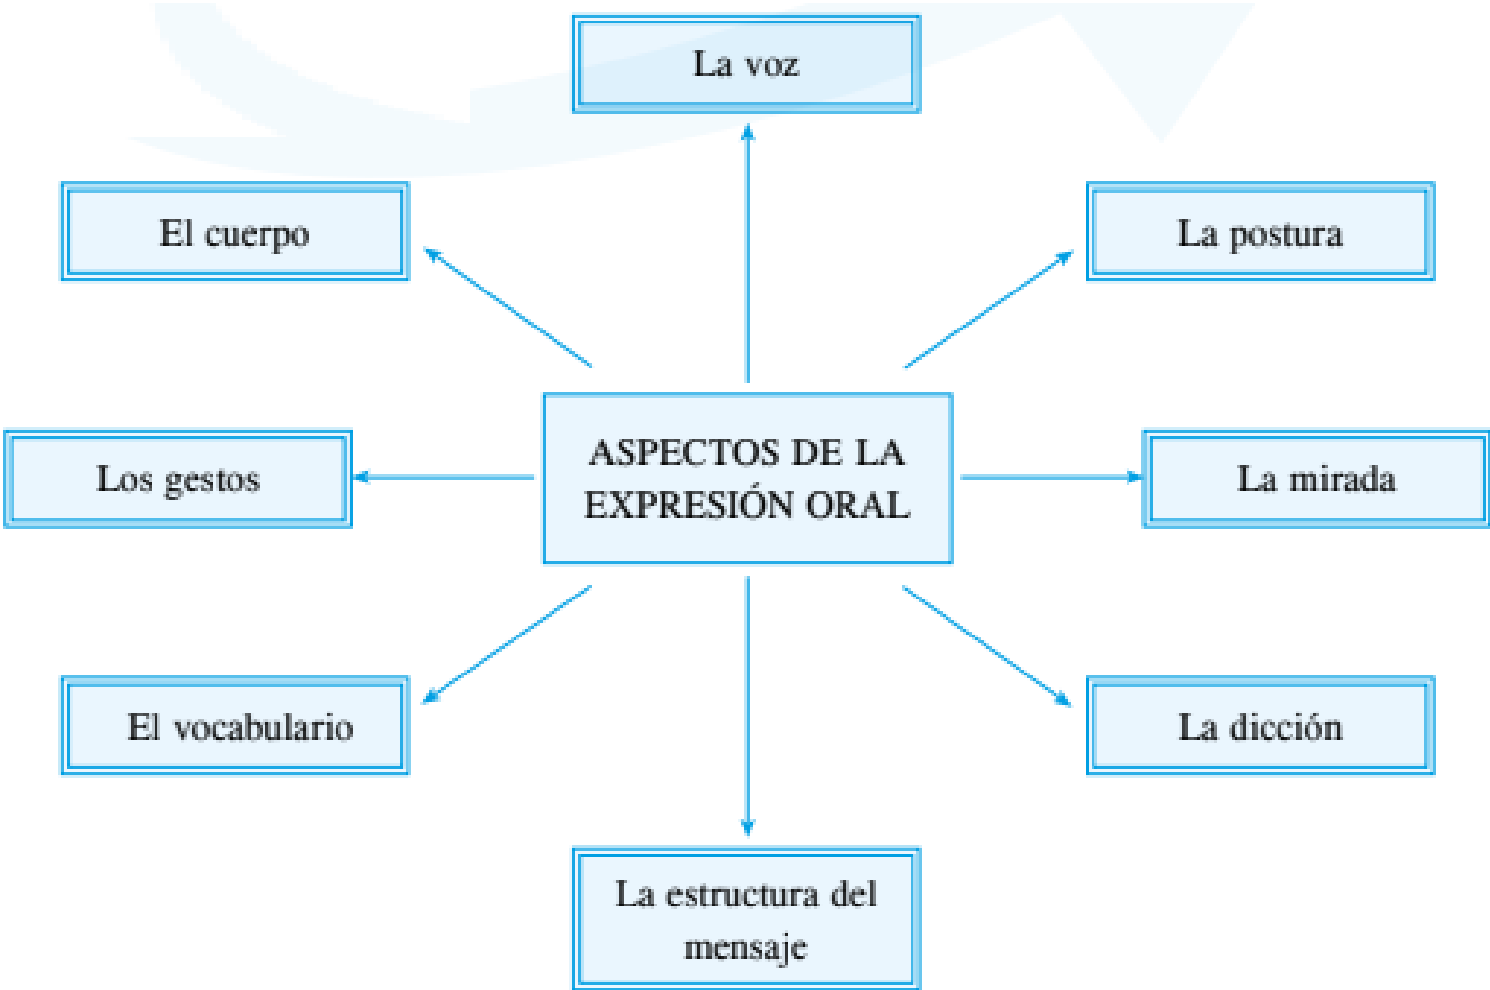 La voz
El cuerpo
La postura
ASPECTOS DE LA
EXPRESIÓN ORAL
Los gestos
La mirada
El vocabulario
La dicción
La estructura del
mensaje